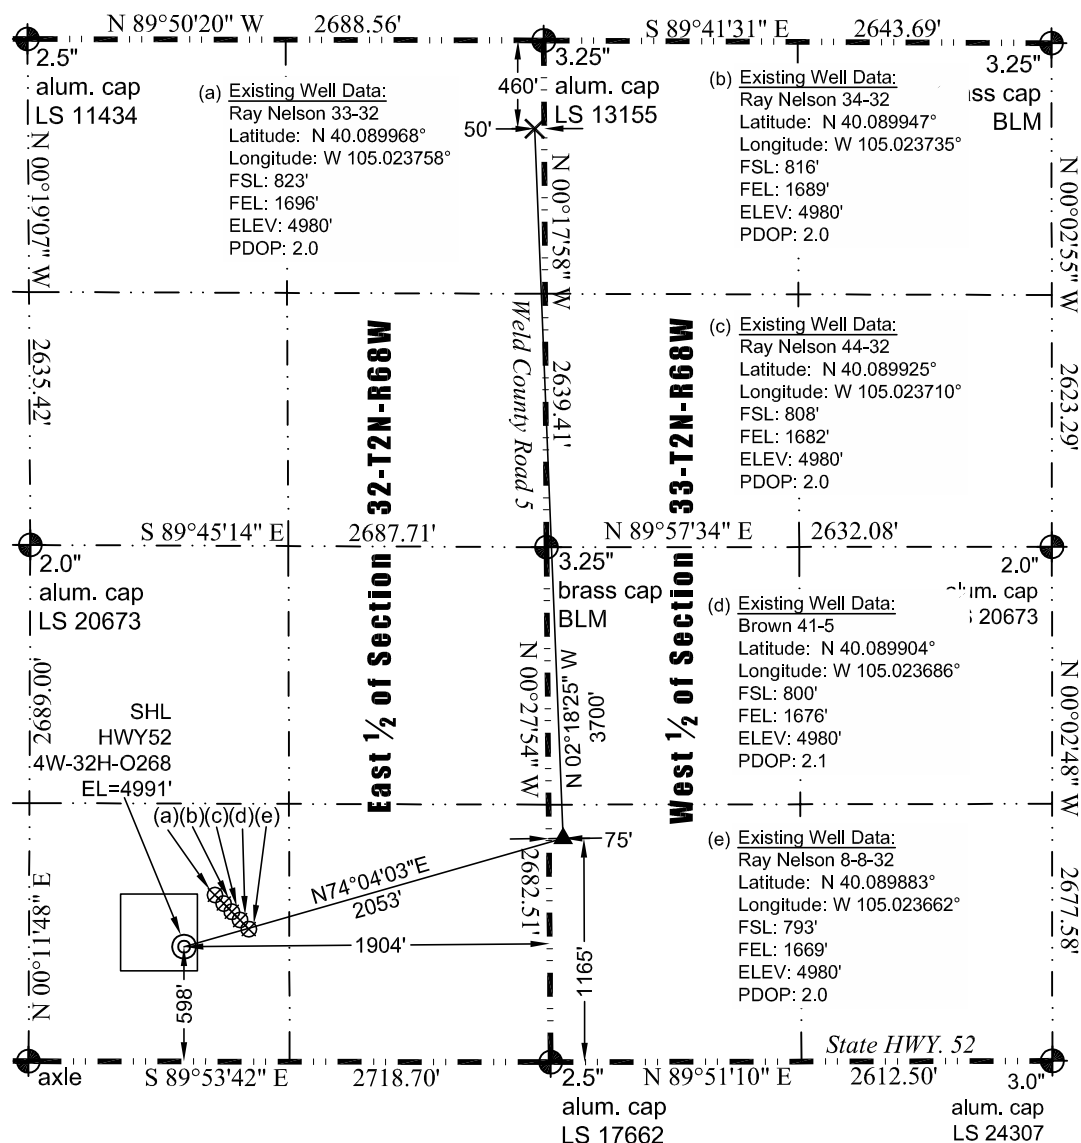 N 89°50'20" W 2688.56'
S 89°41'31" E 2643.69'
2.5"
alum. cap
LS 11434
460'
50'
3.25"
alum. cap
LS 13155
3.25"
cap
BLM
(a) Existing Well Data:
Ray Nelson 33-32
Latitude: N 40.089968°
Longitude: W 105.023758°
FSL: 823'
FEL: 1696'
ELEV: 4980'
PDOP: 2.0
(b) Existing Well Data:
Ray Nelson 34-32
Latitude: N 40.089947°
Longitude: W 105.023735°
FSL: 816'
FEL: 1689'
ELEV: 4980'
PDOP: 2.0
N 00°19'07" W
2635.42'
N 00°17'58" W
2639.41'
Weld County Road 5
N 00°02'55" W
2623.29'
East ½ of Section 32-T2N-R68W
West ½ of Section 33-T2N-R68W
(c) Existing Well Data:
Ray Nelson 44-32
Latitude: N 40.089925°
Longitude: W 105.023710°
FSL: 808'
FEL: 1682'
ELEV: 4980'
PDOP: 2.0
S 89°45'14" E 2687.71'
N 89°57'34" E 2632.08'
2.0"
alum. cap
LS 20673
3.25"
brass cap
BLM
2.0"
cap
20673
(d) Existing Well Data:
Brown 41-5
Latitude: N 40.089904°
Longitude: W 105.023686°
FSL: 800'
FEL: 1676'
ELEV: 4980'
PDOP: 2.1
N 00°11'48" E
2689.00'
N 00°27'54" W
2682.51'
N 02°18'25" W
3700'
N 00°02'48" W
2677.58'
SHL
HWY52
4W-32H-O268
EL=4991'
(a)(b)(c)(d)(e)
75'
N74°04'03"E
2053'
1904'
598'
1165'
(e) Existing Well Data:
Ray Nelson 8-8-32
Latitude: N 40.089883°
Longitude: W 105.023662°
FSL: 793'
FEL: 1669'
ELEV: 4980'
PDOP: 2.0
State HWY. 52
axle
S 89°53'42" E 2718.70'
2.5"
alum. cap
LS 17662
N 89°51'10" E 2612.50'
3.0"
alum. cap
LS 24307